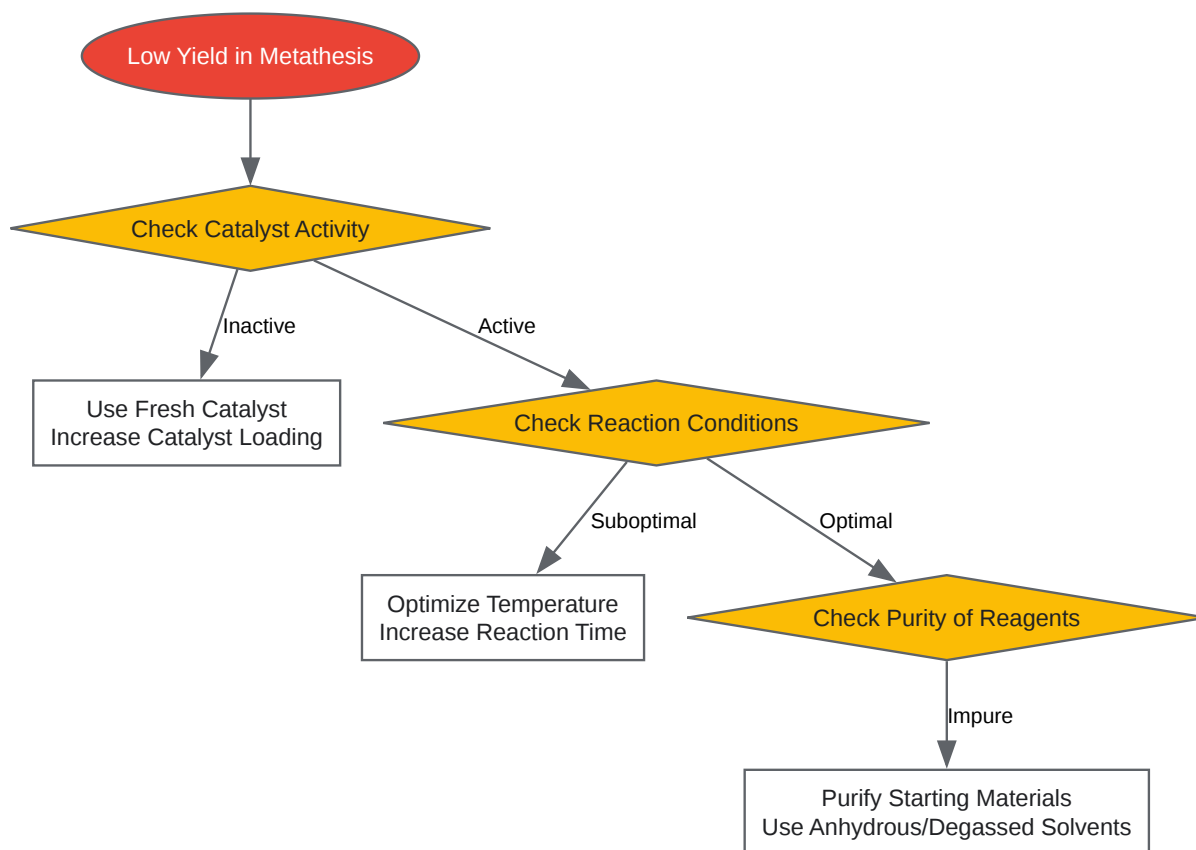 Low Yield in Metathesis
Check Catalyst Activity
Inactive
Active
Use Fresh Catalyst
Increase Catalyst Loading
Check Reaction Conditions
Suboptimal
Optimal
Optimize Temperature
Increase Reaction Time
Check Purity of Reagents
Impure
Purify Starting Materials
Use Anhydrous/Degassed Solvents